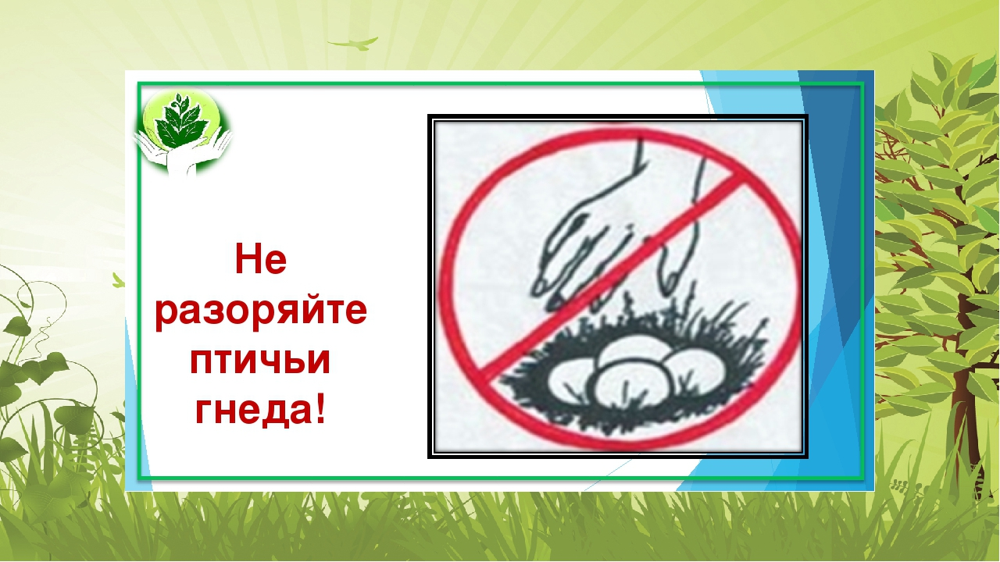 Не
разоряйте
птичьи
гнеда!